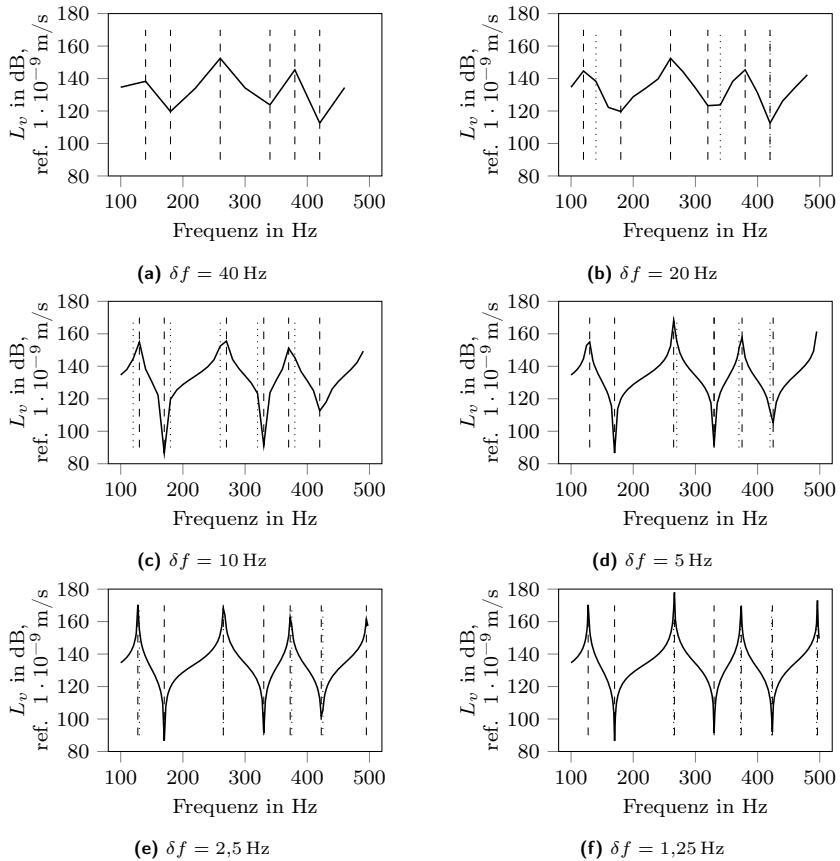 180
160
140
120
100
80
L_v in dB,
ref. 1 · 10⁻⁹ m/s
100 200 300 400 500
Frequenz in Hz
(a) δf = 40 Hz
180
160
140
120
100
80
L_v in dB,
ref. 1 · 10⁻⁹ m/s
100 200 300 400 500
Frequenz in Hz
(b) δf = 20 Hz
180
160
140
120
100
80
L_v in dB,
ref. 1 · 10⁻⁹ m/s
100 200 300 400 500
Frequenz in Hz
(c) δf = 10 Hz
180
160
140
120
100
80
L_v in dB,
ref. 1 · 10⁻⁹ m/s
100 200 300 400 500
Frequenz in Hz
(d) δf = 5 Hz
180
160
140
120
100
80
L_v in dB,
ref. 1 · 10⁻⁹ m/s
100 200 300 400 500
Frequenz in Hz
(e) δf = 2,5 Hz
180
160
140
120
100
80
L_v in dB,
ref. 1 · 10⁻⁹ m/s
100 200 300 400 500
Frequenz in Hz
(f) δf = 1,25 Hz